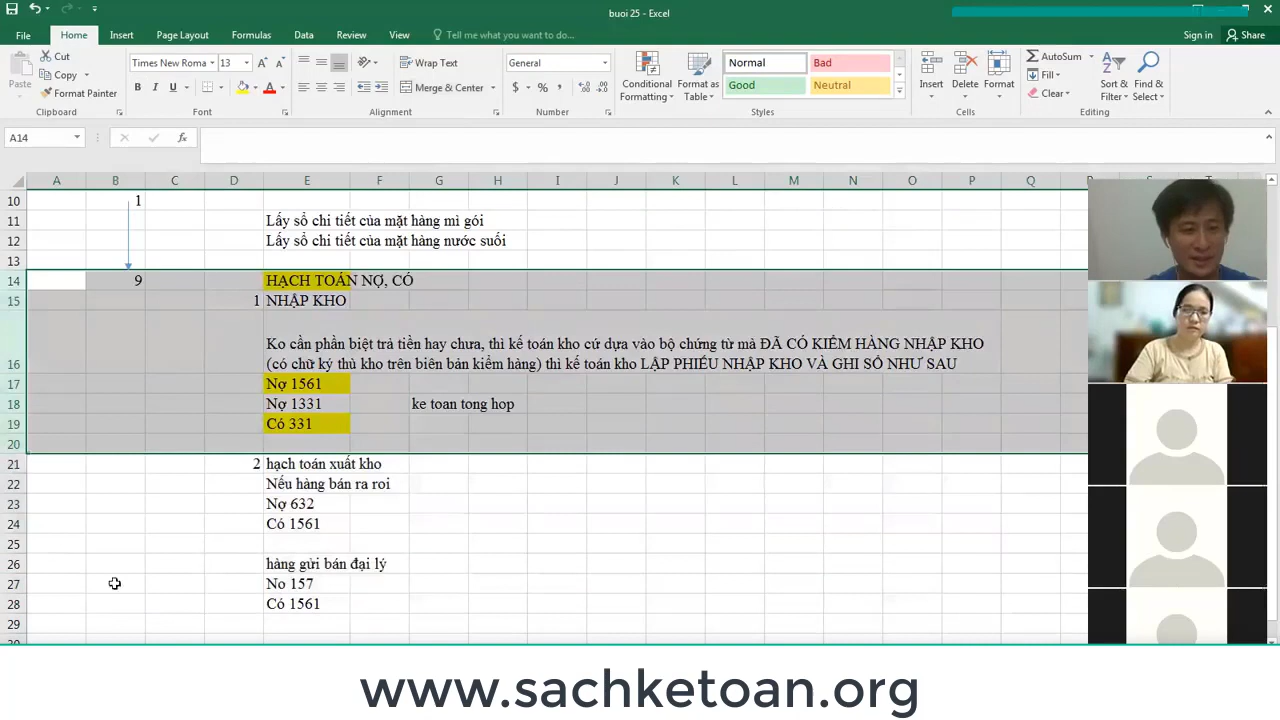 buoi 25 - Excel
File Home Insert Page Layout Formulas Data Review View Tell me what you want to do... Sign in Share
Cut
Copy
Format Painter
Paste
Clipboard
Times New Roma 13
B I U
Font
Wrap Text
Merge & Center
Alignment
General
Number
Conditional Formatting
Format as Table
Normal Bad
Good Neutral
Styles
Insert Delete Format
Cells
AutoSum
Fill
Clear
Sort & Filter
Find & Select
Editing
A14
A B C D E F G H I J K L M N O P Q
10 1
11 Lấy sổ chi tiết của mặt hàng mì gói
12 Lấy sổ chi tiết của mặt hàng nước suối
13
14 9 HẠCH TOÁN NỢ, CÓ
15 1 NHẬP KHO
Ko cần phân biệt trả tiền hay chưa, thì kế toán kho cứ dựa vào bộ chứng từ mà ĐÃ CÓ KIỂM HÀNG NHẬP KHO
16 (có chữ ký thủ kho trên biên bản kiểm hàng) thì kế toán kho LẬP PHIẾU NHẬP KHO VÀ GHI SỔ NHƯ SAU
17 Nợ 1561
18 Nợ 1331 ke toan tong hop
19 Có 331
20
21 2 hạch toán xuất kho
22 Nếu hàng bán ra roi
23 Nợ 632
24 Có 1561
25
26 hàng gửi bán đại lý
27 No 157
28 Có 1561
29
www.sachketoan.org